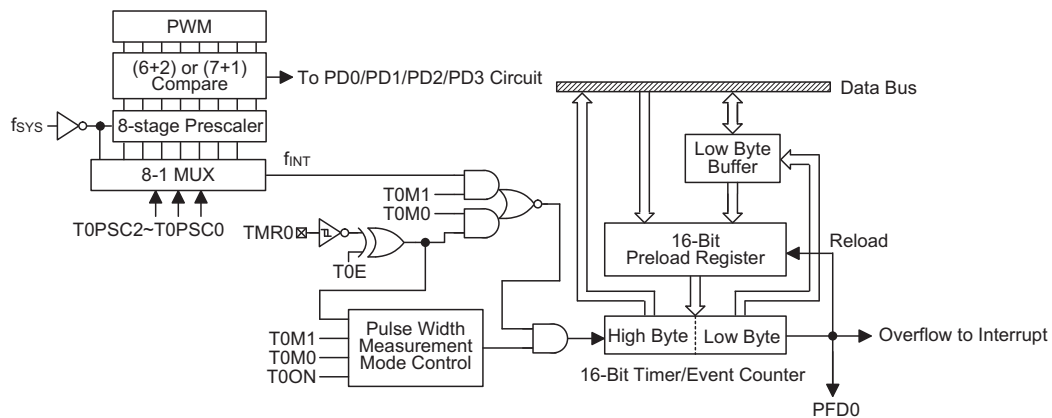 PWM
(6+2) or (7+1)
Compare
To PD0/PD1/PD2/PD3 Circuit
Data Bus
fSYS
8-stage Prescaler
Low Byte
Buffer
8-1 MUX
fINT
T0M1
T0M0
T0PSC2~T0PSC0
TMR0
T0E
16-Bit
Preload Register
Reload
Pulse Width
Measurement
Mode Control
T0M1
T0M0
T0ON
High Byte
Low Byte
Overflow to Interrupt
16-Bit Timer/Event Counter
PFD0